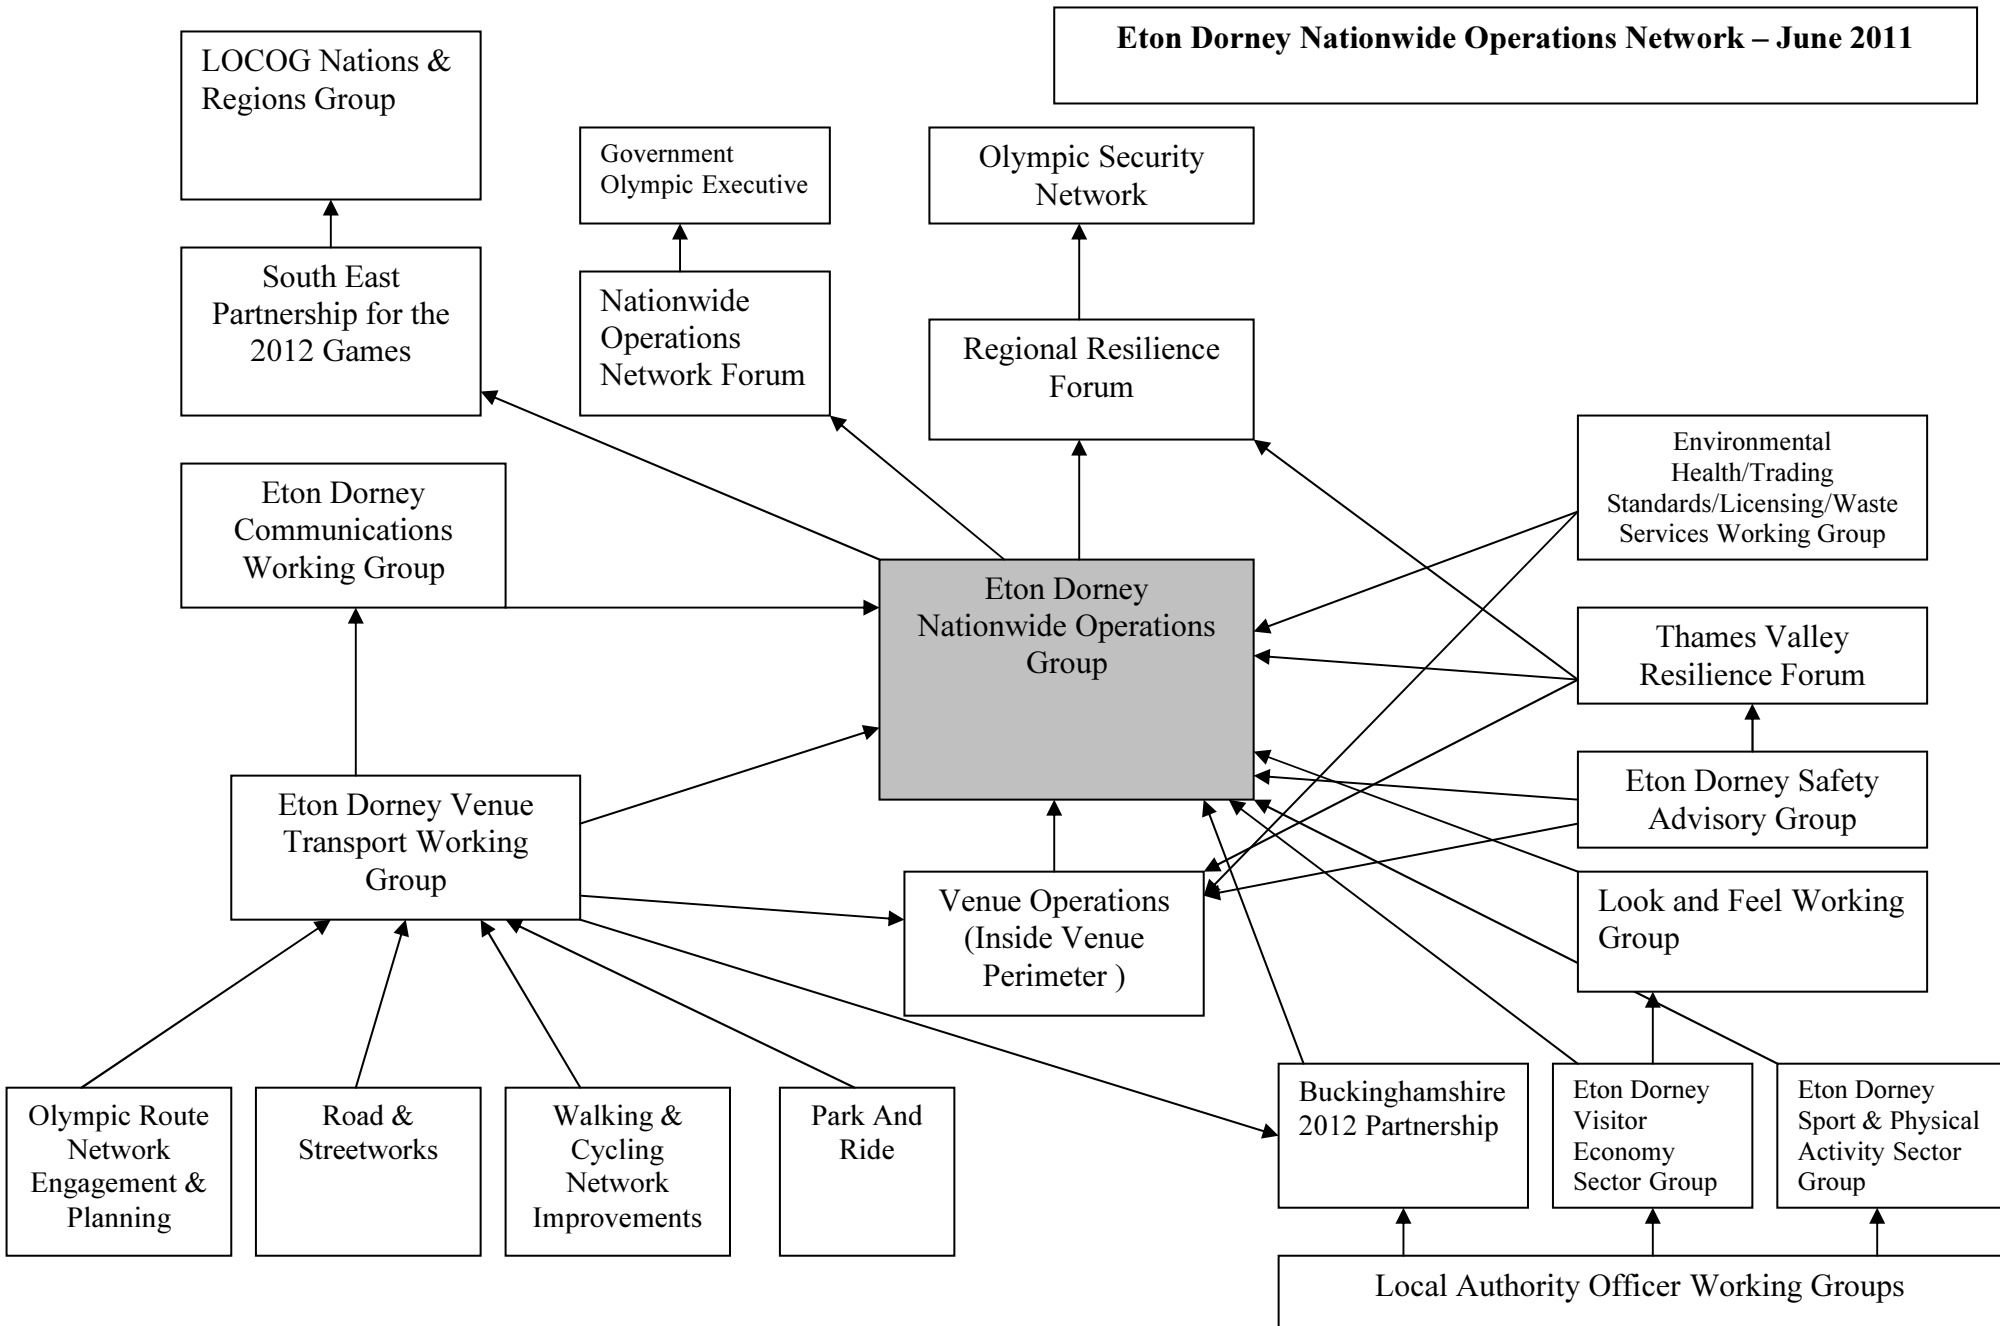 Eton Dorney Nationwide Operations Network – June 2011
LOCOG Nations &
Regions Group
Government
Olympic Executive
Olympic Security
Network
South East
Partnership for the
2012 Games
Nationwide
Operations
Network Forum
Regional Resilience
Forum
Environmental
Health/Trading
Standards/Licensing/Waste
Services Working Group
Eton Dorney
Communications
Working Group
Eton Dorney
Nationwide Operations
Group
Thames Valley
Resilience Forum
Eton Dorney Venue
Transport Working
Group
Eton Dorney Safety
Advisory Group
Venue Operations
(Inside Venue
Perimeter )
Look and Feel Working
Group
Olympic Route
Network
Engagement &
Planning
Road &
Streetworks
Walking &
Cycling
Network
Improvements
Park And
Ride
Buckinghamshire
2012 Partnership
Eton Dorney
Visitor
Economy
Sector Group
Eton Dorney
Sport & Physical
Activity Sector
Group
Local Authority Officer Working Groups